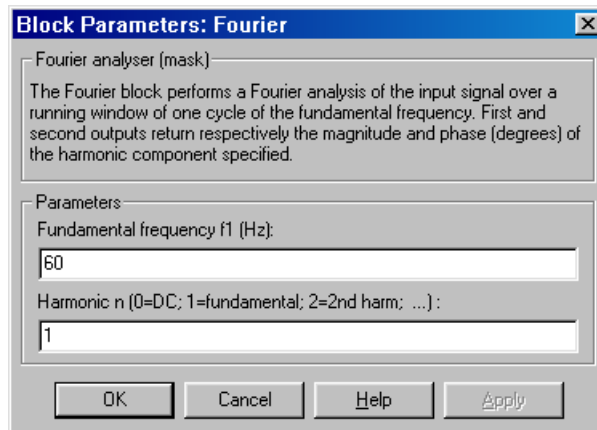 Block Parameters: Fourier
Fourier analyser (mask)
The Fourier block performs a Fourier analysis of the input signal over a
running window of one cycle of the fundamental frequency. First and
second outputs return respectively the magnitude and phase (degrees) of
the harmonic component specified.
Parameters
Fundamental frequency f1 (Hz):
60
Harmonic n (0=DC; 1=fundamental; 2=2nd harm; ...) :
1
OK Cancel Help Apply